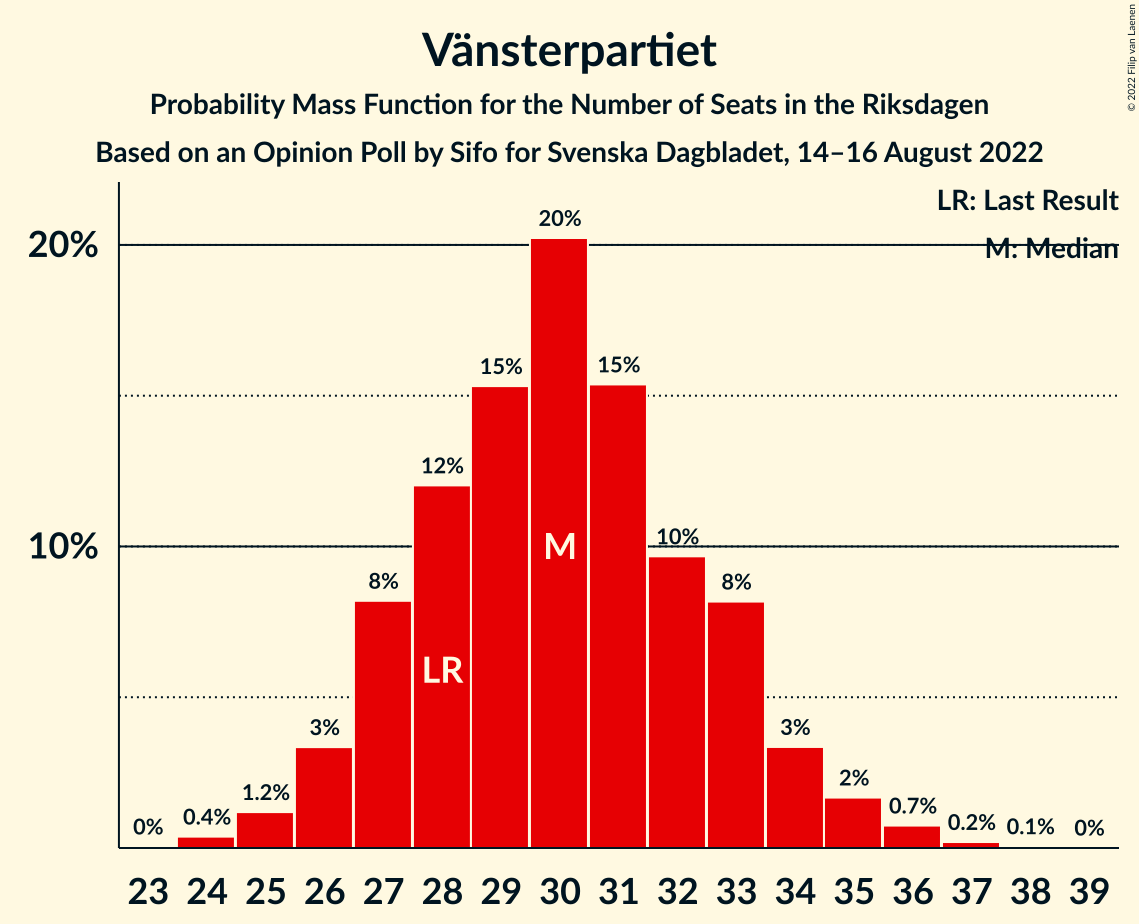 Vänsterpartiet
Probability Mass Function for the Number of Seats in the Riksdagen
Based on an Opinion Poll by Sifo for Svenska Dagbladet, 14–16 August 2022
© 2022 Filip van Laenen
LR: Last Result
M: Median
20%
10%
0%
0.4%
1.2%
3%
8%
12%
15%
20%
15%
10%
8%
3%
2%
0.7%
0.2%
0.1%
0%
LR
M
23 24 25 26 27 28 29 30 31 32 33 34 35 36 37 38 39